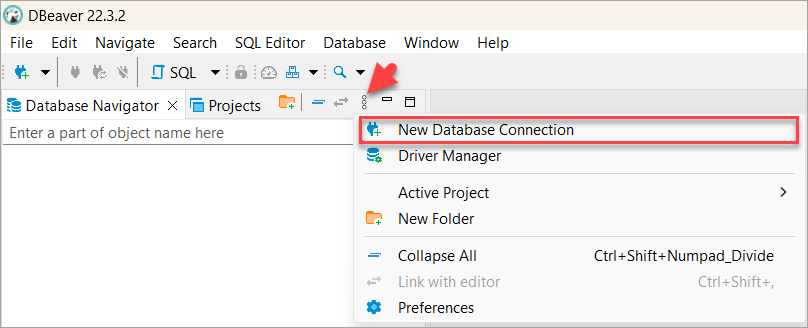 DBeaver 22.3.2
File Edit Navigate Search SQL Editor Database Window Help
SQL
Database Navigator Projects
Enter a part of object name here
New Database Connection
Driver Manager
Active Project
New Folder
Collapse All Ctrl+Shift+Numpad_Divide
Link with editor Ctrl+Shift+,
Preferences